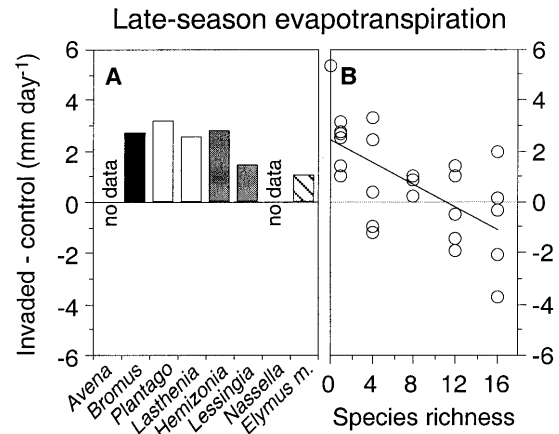 Late-season evapotranspiration
Invaded - control (mm day-1)
6
4
2
0
-2
-4
-6
A
no data
no data
Avena
Bromus
Plantago
Lasthenia
Hemizonia
Lessingia
Nassella
Elymus m.
B
6
4
2
0
-2
-4
-6
0 4 8 12 16
Species richness